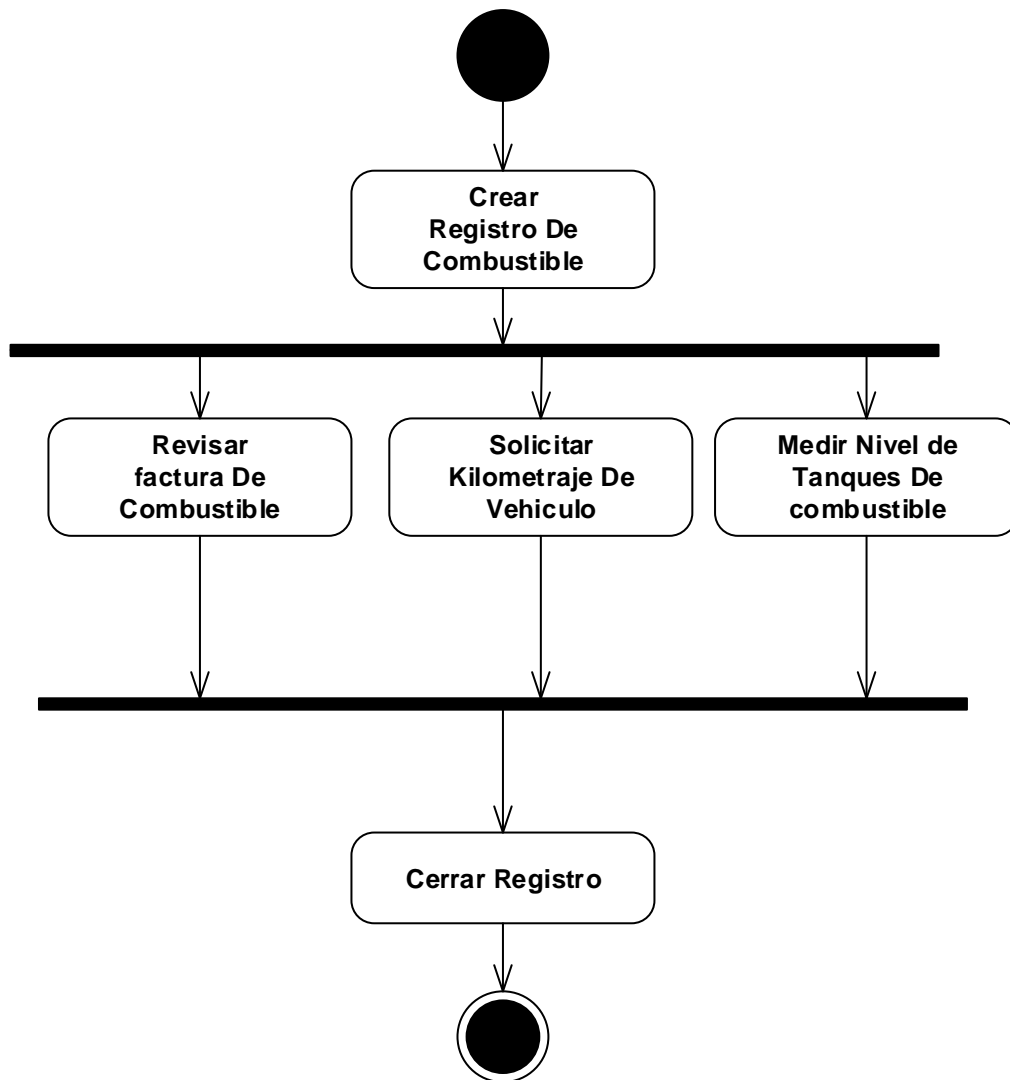 Crear
Registro De
Combustible
Revisar
factura De
Combustible
Solicitar
Kilometraje De
Vehiculo
Medir Nivel de
Tanques De
combustible
Cerrar Registro